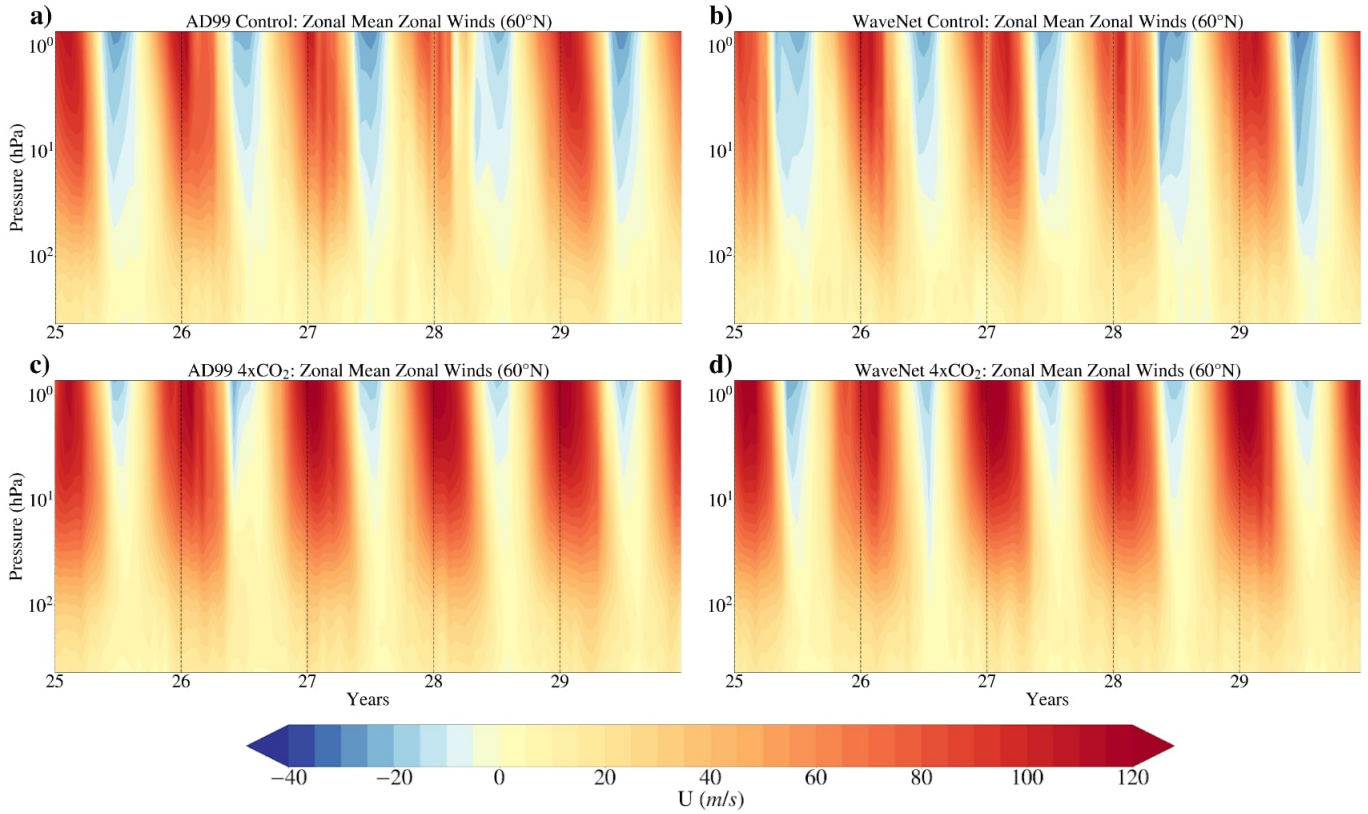 a) AD99 Control: Zonal Mean Zonal Winds (60°N)
10⁰
10¹
10²
Pressure (hPa)
25 26 27 28 29
b) WaveNet Control: Zonal Mean Zonal Winds (60°N)
10⁰
10¹
10²
25 26 27 28 29
c) AD99 4xCO₂: Zonal Mean Zonal Winds (60°N)
10⁰
10¹
10²
Pressure (hPa)
25 26 27 28 29
Years
d) WaveNet 4xCO₂: Zonal Mean Zonal Winds (60°N)
10⁰
10¹
10²
25 26 27 28 29
Years
−40 −20 0 20 40 60 80 100 120
U (m/s)